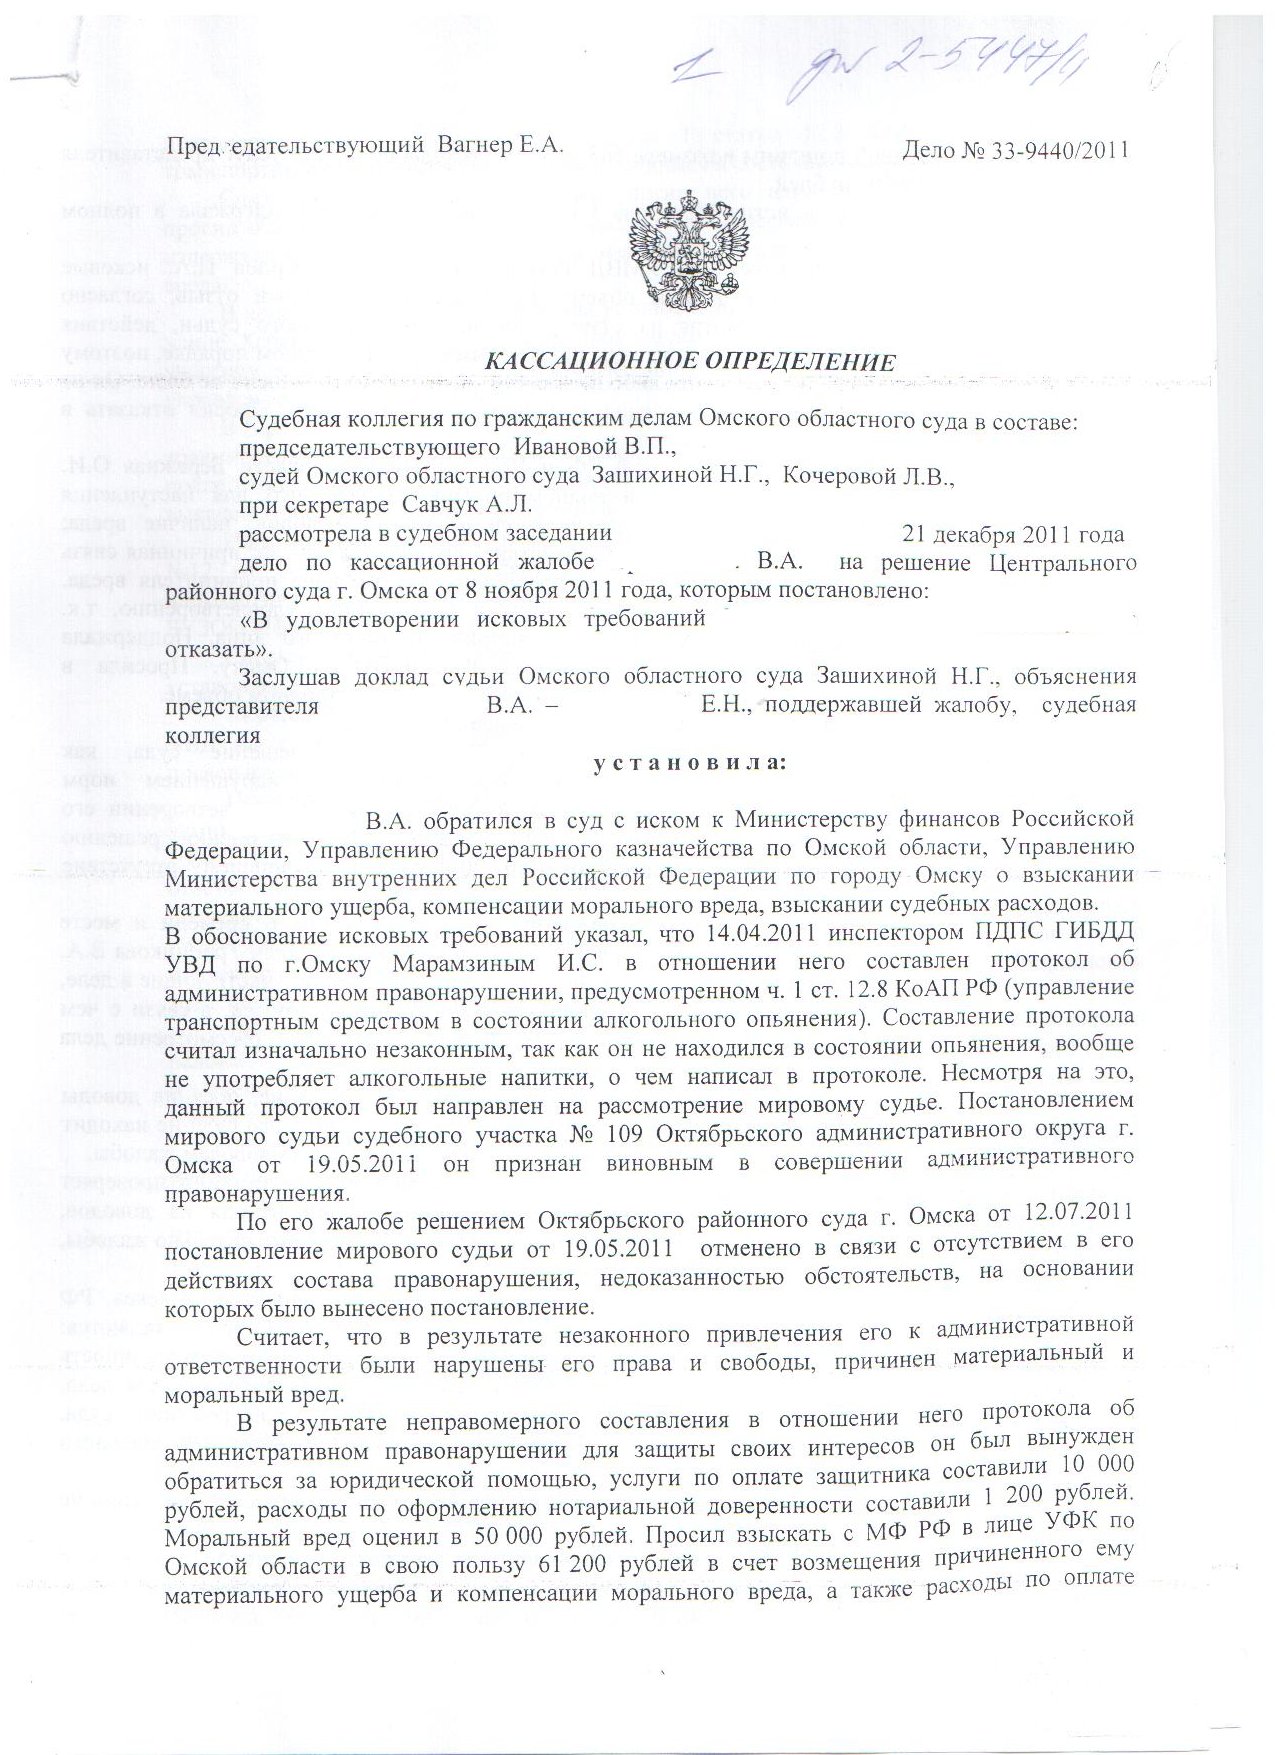 1 2-5447/11
Председательствующий Вагнер Е.А.
Дело № 33-9440/2011
КАССАЦИОННОЕ ОПРЕДЕЛЕНИЕ
Судебная коллегия по гражданским делам Омского областного суда в составе:
председательствующего Ивановой В.П.,
судей Омского областного суда Зашихиной Н.Г., Кочеровой Л.В.,
при секретаре Савчук А.Л.
рассмотрела в судебном заседании 21 декабря 2011 года
дело по кассационной жалобе . В.А. на решение Центрального
районного суда г. Омска от 8 ноября 2011 года, которым постановлено:
«В удовлетворении исковых требований
отказать».
Заслушав доклад судьи Омского областного суда Зашихиной Н.Г., объяснения
представителя В.А. – Е.Н., поддержавшей жалобу, судебная
коллегия
у с т а н о в и л а:
В.А. обратился в суд с иском к Министерству финансов Российской
Федерации, Управлению Федерального казначейства по Омской области, Управлению
Министерства внутренних дел Российской Федерации по городу Омску о взыскании
материального ущерба, компенсации морального вреда, взыскании судебных расходов.
В обоснование исковых требований указал, что 14.04.2011 инспектором ПДПС ГИБДД
УВД по г.Омску Марамзиным И.С. в отношении него составлен протокол об
административном правонарушении, предусмотренном ч. 1 ст. 12.8 КоАП РФ (управление
транспортным средством в состоянии алкогольного опьянения). Составление протокола
считал изначально незаконным, так как он не находился в состоянии опьянения, вообще
не употребляет алкогольные напитки, о чем написал в протоколе. Несмотря на это,
данный протокол был направлен на рассмотрение мировому судье. Постановлением
мирового судьи судебного участка № 109 Октябрьского административного округа г.
Омска от 19.05.2011 он признан виновным в совершении административного
правонарушения.
По его жалобе решением Октябрьского районного суда г. Омска от 12.07.2011
постановление мирового судьи от 19.05.2011 отменено в связи с отсутствием в его
действиях состава правонарушения, недоказанностью обстоятельств, на основании
которых было вынесено постановление.
Считает, что в результате незаконного привлечения его к административной
ответственности были нарушены его права и свободы, причинен материальный и
моральный вред.
В результате неправомерного составления в отношении него протокола об
административном правонарушении для защиты своих интересов он был вынужден
обратиться за юридической помощью, услуги по оплате защитника составили 10 000
рублей, расходы по оформлению нотариальной доверенности составили 1 200 рублей.
Моральный вред оценил в 50 000 рублей. Просил взыскать с МФ РФ в лице УФК по
Омской области в свою пользу 61 200 рублей в счет возмещения причиненного ему
материального ущерба и компенсации морального вреда, а также расходы по оплате